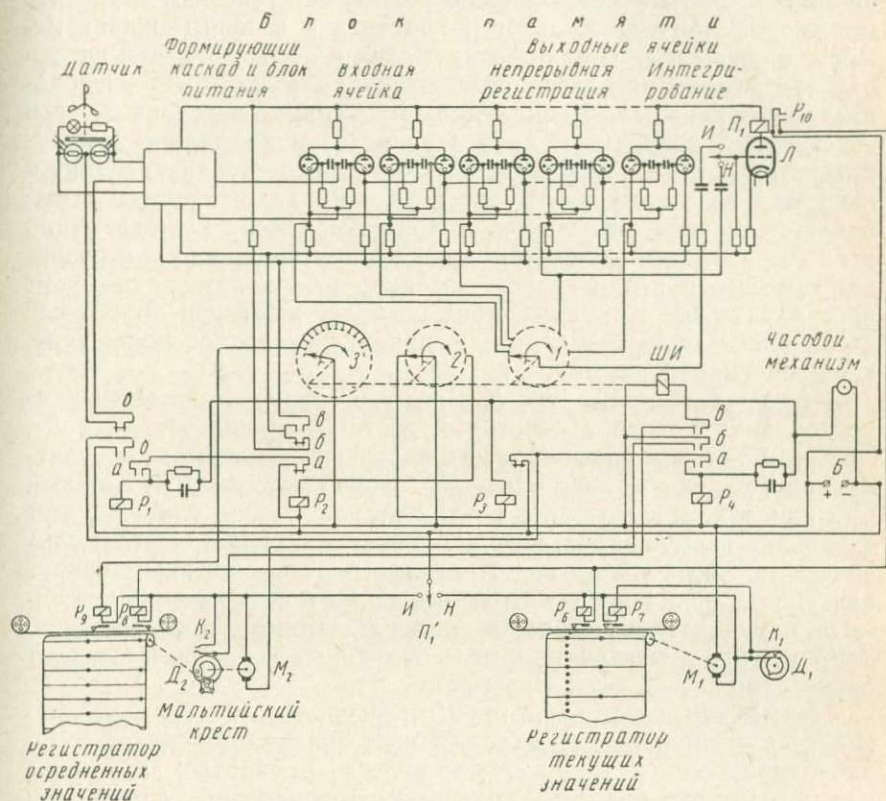 Блок памяти
Формирующий каскад и блок питания
Выходные ячейки
Датчик
входная ячейка
Непрерывная регистрация
Интегри-
рование
П₁
Р₁₀
И
Л
Н
3
2
1
ШИ
Часовой механизм
в
б
а
Р₁
в
б
а
Р₂
Р₃
в
б
а
Р₄
Б
+ −
Р₉
Р₈
К₂
Д₂
М₂
И
Н
П₁′
Р₆
Р₇
М₁
К₁
Д₁
Мальтийский
крест
Регистратор
осредненных
значений
Регистратор
текущих
значений